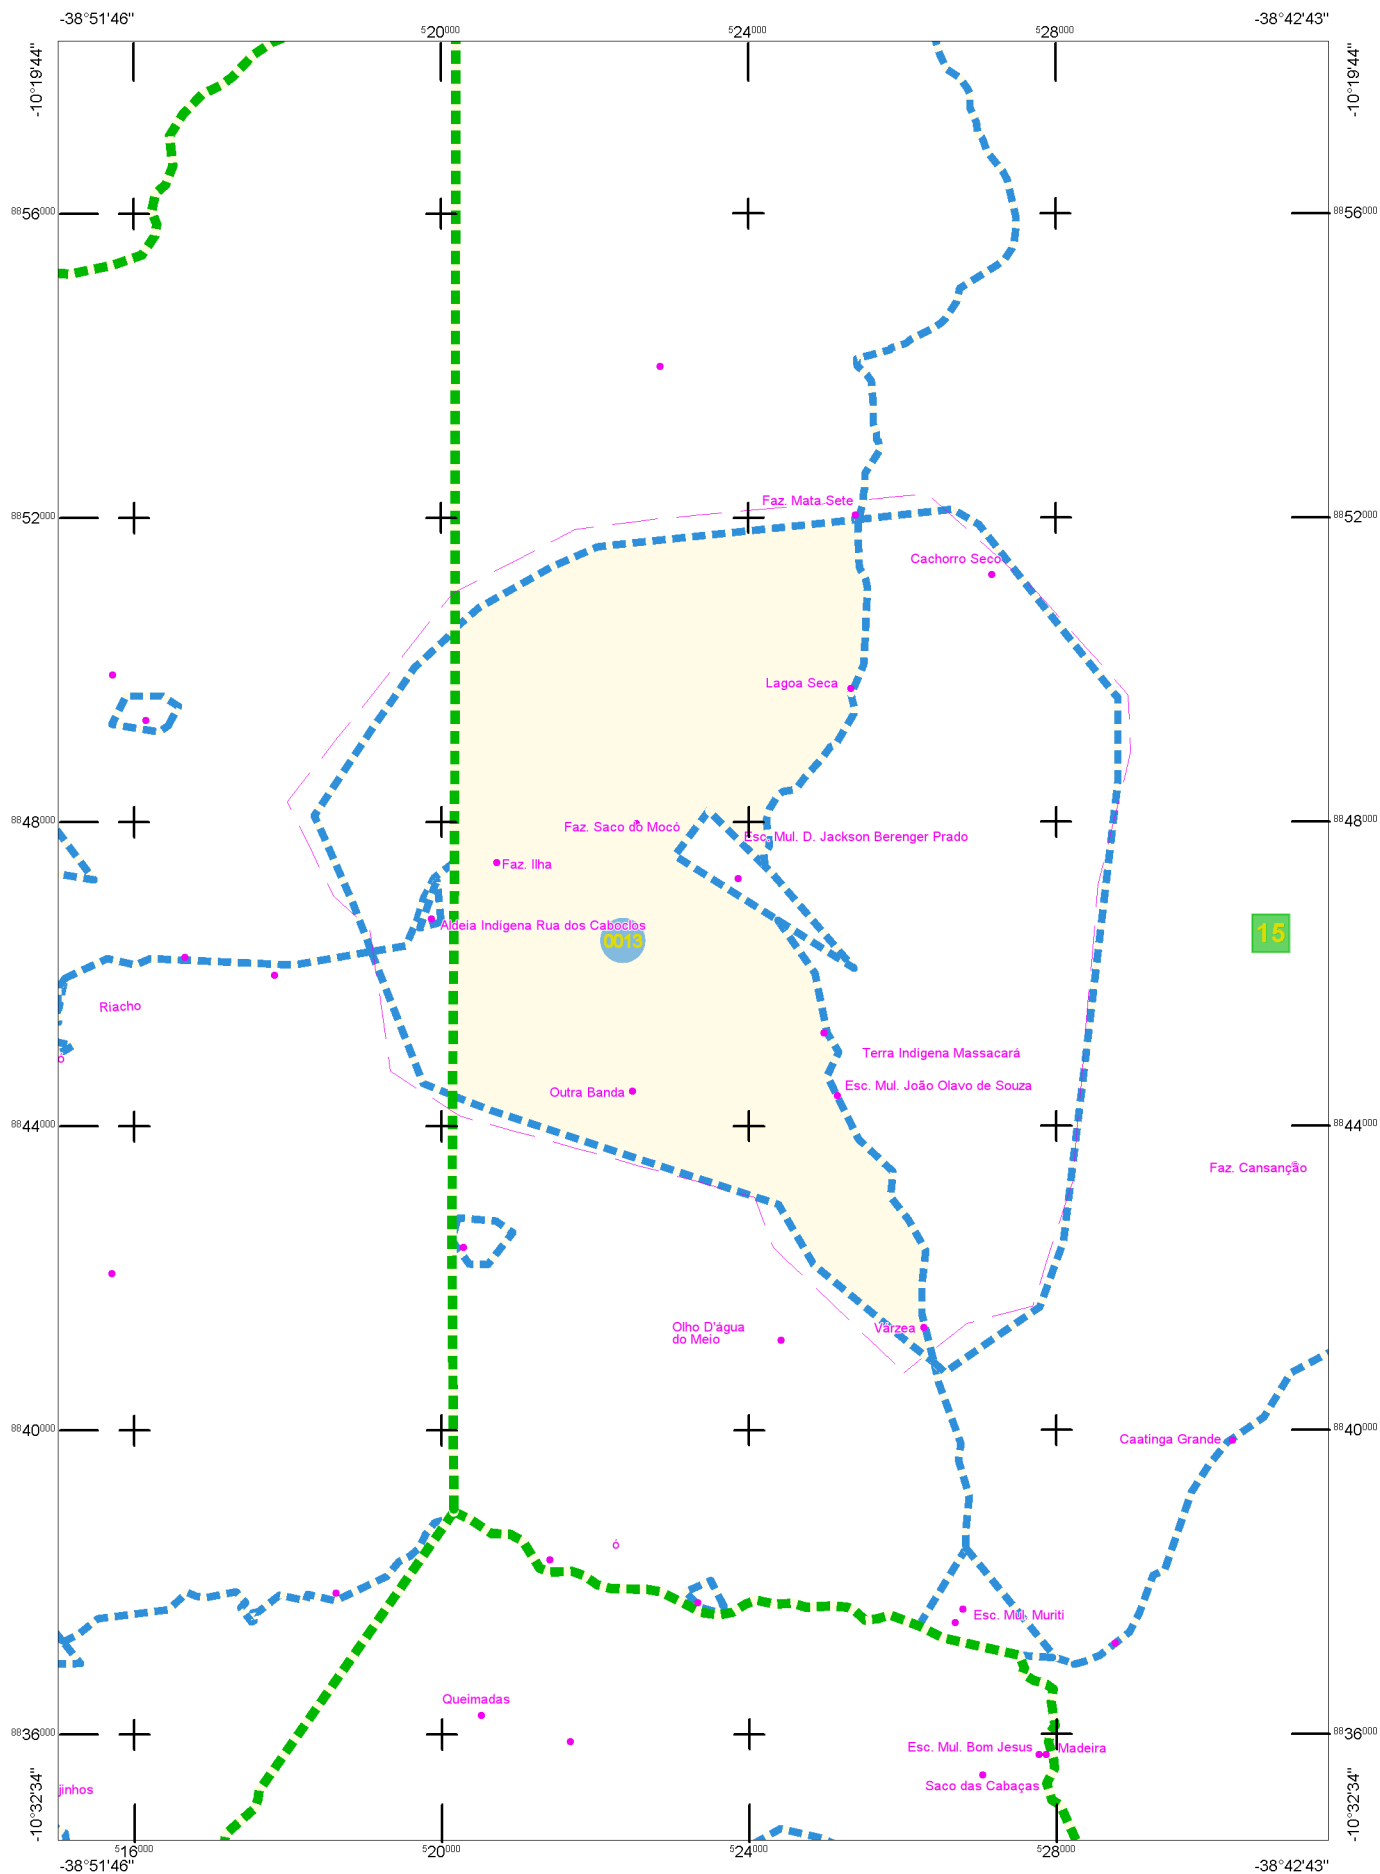 -38°51'46"
-38°42'43"
520000
524000
528000
-10°19'44"
-10°19'44"
8856000
8856000
8852000
8852000
Faz. Mata Sete
Cachorro Seco
Lagoa Seca
8848000
8848000
Faz. Saco do Mocó
Esc. Mul. D. Jackson Berenger Prado
Faz. Ilha
Aldeia Indígena Rua dos Caboclos
0013
15
Riacho
Terra Indígena Massacará
Esc. Mul. João Olavo de Souza
Outra Banda
8844000
8844000
Faz. Cansanção
Olho D'água
do Meio
Várzea
8840000
8840000
Caatinga Grande
Esc. Mul. Muriti
Queimadas
8836000
8836000
Esc. Mul. Bom Jesus
Madeira
Saco das Cabaças
jinhos
-10°32'34"
-10°32'34"
516000
520000
524000
528000
-38°51'46"
-38°42'43"